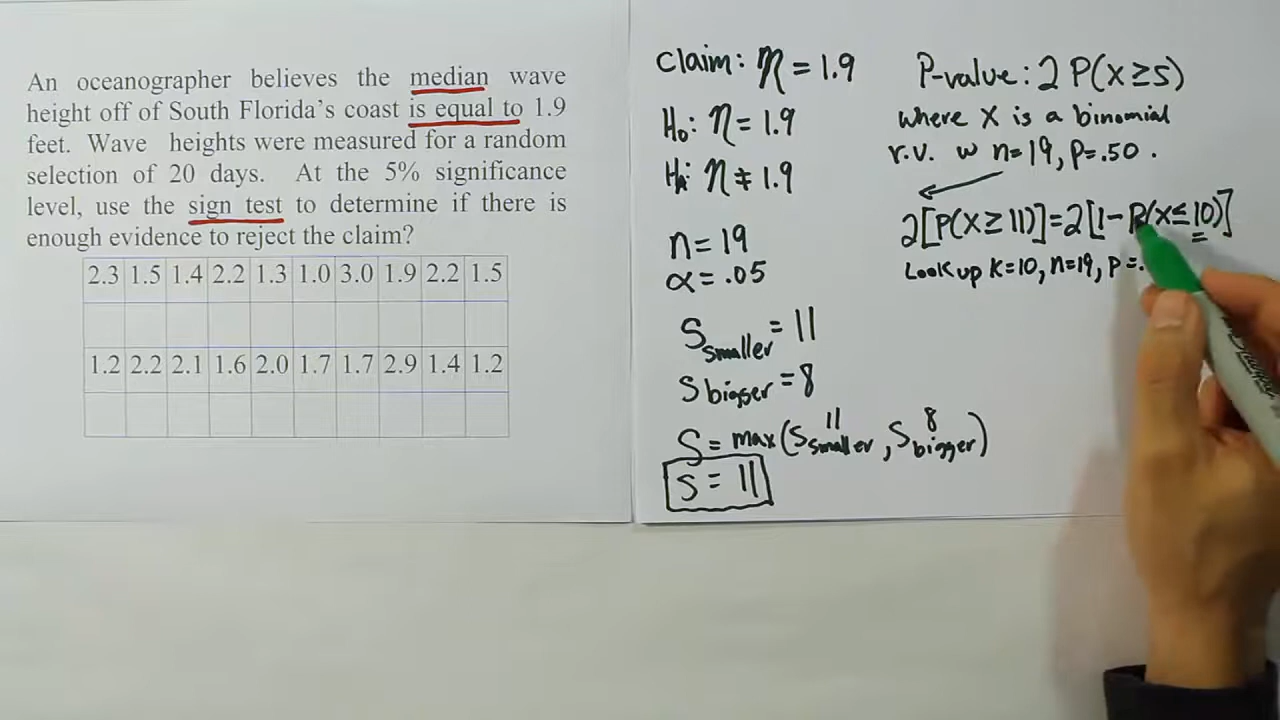 An oceanographer believes the median wave
height off of South Florida's coast is equal to 1.9
feet. Wave heights were measured for a random
selection of 20 days. At the 5% significance
level, use the sign test to determine if there is
enough evidence to reject the claim?
2.3 1.5 1.4 2.2 1.3 1.0 3.0 1.9 2.2 1.5
1.2 2.2 2.1 1.6 2.0 1.7 1.7 2.9 1.4 1.2
Claim: η = 1.9
H₀: η = 1.9
Hₐ: η ≠ 1.9
n = 19
α = .05
S smaller = 11
S bigger = 8
11 8
S = max(S smaller, S bigger)
S = 11
P-value: 2 P(X ≥ S)
where X is a binomial
r.v. w n=19, p=.50.
2[P(X ≥ 11)] = 2[1 - P(X ≤ 10)]
Look up K=10, n=19, p=.